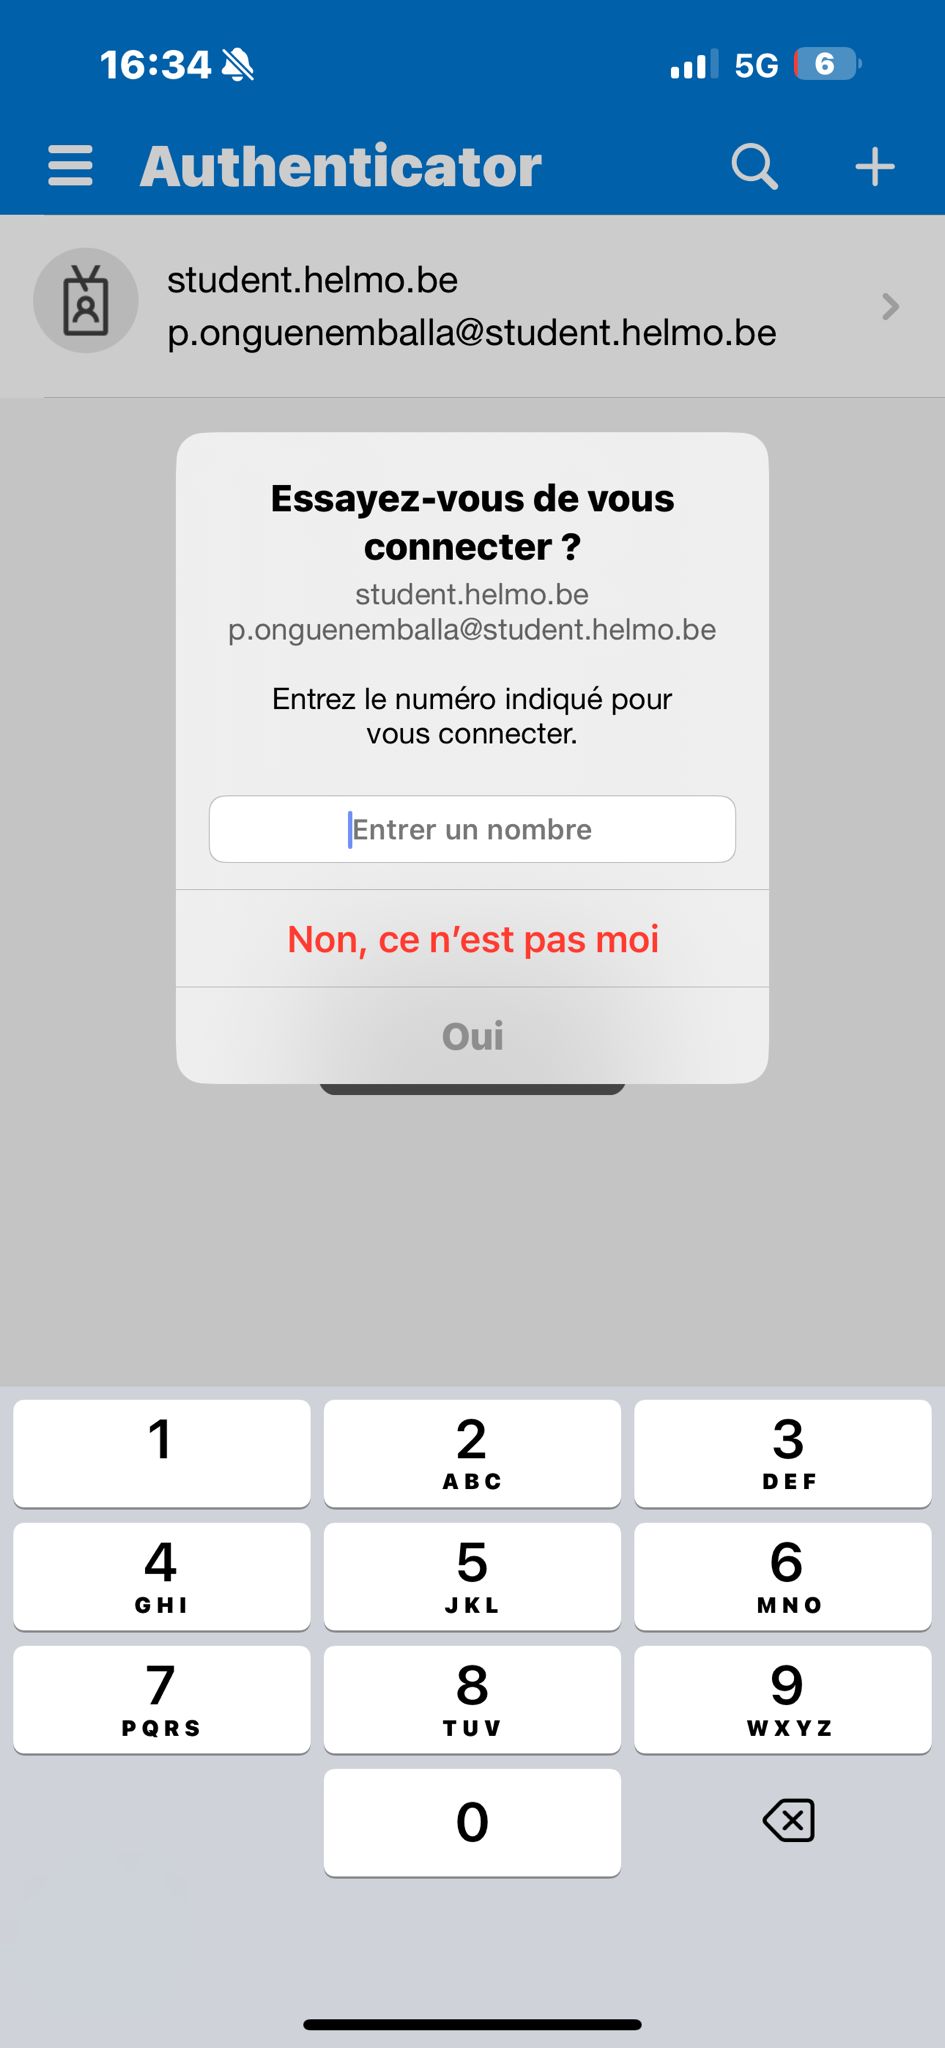 16:34 5G 6
Authenticator
student.helmo.be
p.onguenemballa@student.helmo.be
Essayez-vous de vous
connecter ?
student.helmo.be
p.onguenemballa@student.helmo.be
Entrez le numéro indiqué pour
vous connecter.
Entrer un nombre
Non, ce n’est pas moi
Oui
1 2 3
ABC DEF
4 5 6
GHI JKL MNO
7 8 9
PQRS TUV WXYZ
0